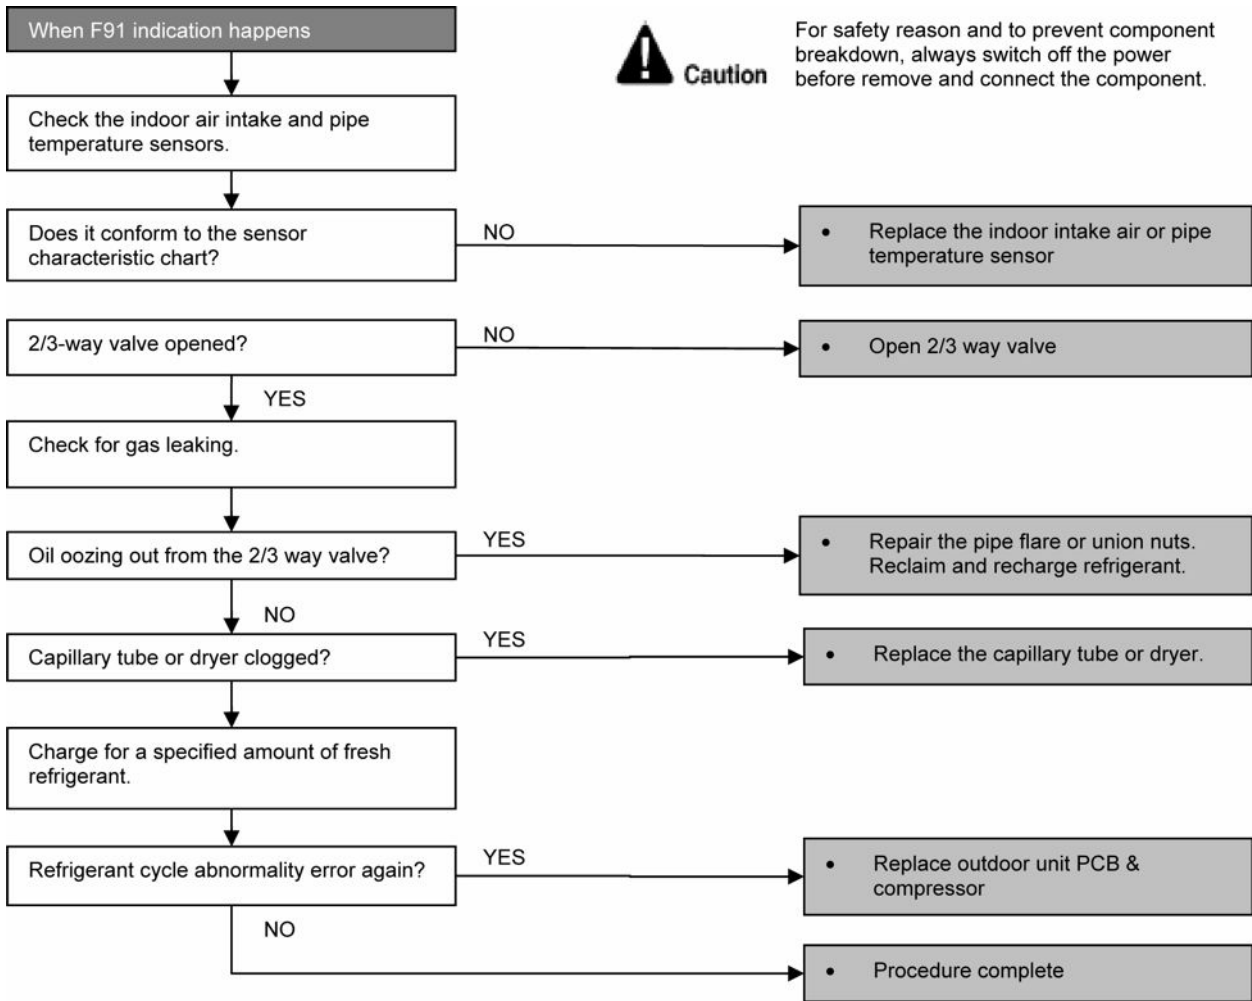 When F91 indication happens
Caution
For safety reason and to prevent component
breakdown, always switch off the power
before remove and connect the component.
Check the indoor air intake and pipe
temperature sensors.
Does it conform to the sensor
characteristic chart?
NO
• Replace the indoor intake air or pipe
temperature sensor
2/3-way valve opened?
NO
• Open 2/3 way valve
YES
Check for gas leaking.
Oil oozing out from the 2/3 way valve?
YES
• Repair the pipe flare or union nuts.
Reclaim and recharge refrigerant.
NO
Capillary tube or dryer clogged?
YES
• Replace the capillary tube or dryer.
Charge for a specified amount of fresh
refrigerant.
Refrigerant cycle abnormality error again?
YES
• Replace outdoor unit PCB &
compressor
NO
• Procedure complete